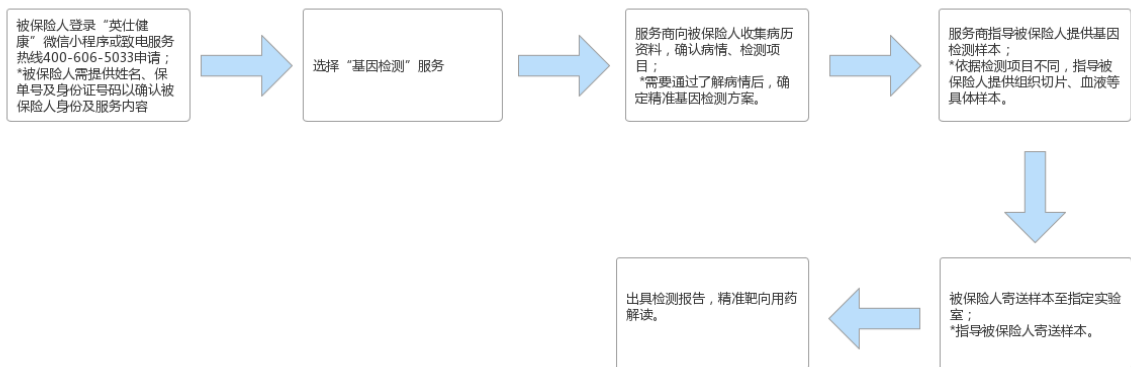 被保险人登录“英仕健
康”微信小程序或致电服务
热线400-606-5033申请；
*被保险人需提供姓名、保
单号及身份证号码以确认被
保险人身份及服务内容
选择“基因检测”服务
服务商向被保险人收集病历
资料，确认病情、检测项
目；
*需要通过了解病情后，确
定精准基因检测方案。
服务商指导被保险人提供基因
检测样本；
*依据检测项目不同，指导被
保险人提供组织切片、血液等
具体样本。
被保险人寄送样本至指定实验
室；
*指导被保险人寄送样本。
出具检测报告，精准靶向用药
解读。